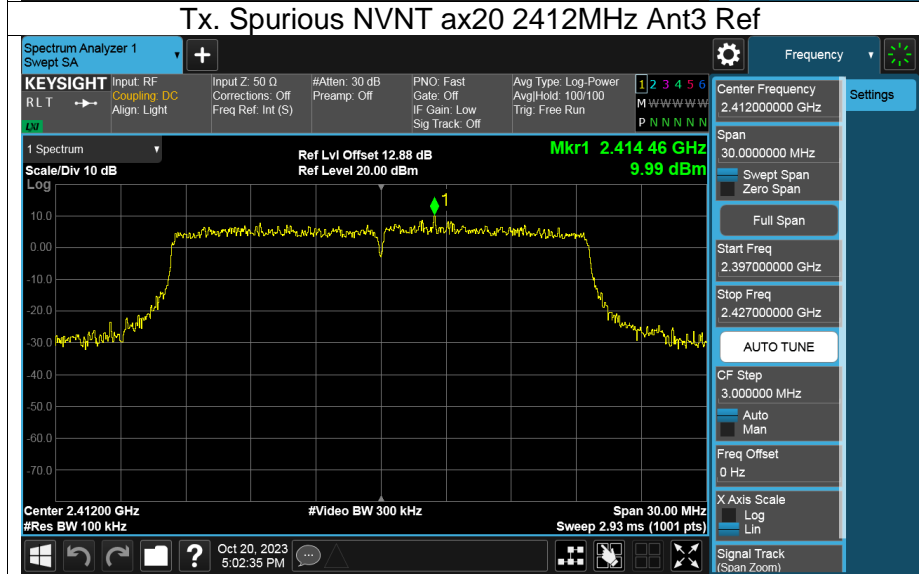 Tx. Spurious NVNT ax20 2412MHz Ant3 Ref
Spectrum Analyzer 1
Swept SA
+
Frequency
KEYSIGHT
RLT
LXI
Input: RF
Coupling: DC
Align: Light
Input Z: 50 Ω
Corrections: Off
Freq Ref: Int (S)
#Atten: 30 dB
Preamp: Off
PNO: Fast
Gate: Off
IF Gain: Low
Sig Track: Off
Avg Type: Log-Power
Avg|Hold: 100/100
Trig: Free Run
1 2 3 4 5 6
M W W W W W
P N N N N N
Center Frequency
2.412000000 GHz
Settings
Span
30.0000000 MHz
Swept Span
Zero Span
Full Span
Start Freq
2.397000000 GHz
Stop Freq
2.427000000 GHz
AUTO TUNE
CF Step
3.000000 MHz
Auto
Man
Freq Offset
0 Hz
X Axis Scale
Log
Lin
Signal Track
(Span Zoom)
1 Spectrum
Scale/Div 10 dB
Log
Ref Lvl Offset 12.88 dB
Ref Level 20.00 dBm
Mkr1 2.414 46 GHz
9.99 dBm
1
10.0
0.00
-10.0
-20.0
-30.0
-40.0
-50.0
-60.0
-70.0
Center 2.41200 GHz
#Res BW 100 kHz
#Video BW 300 kHz
Span 30.00 MHz
Sweep 2.93 ms (1001 pts)
?
Oct 20, 2023
5:02:35 PM